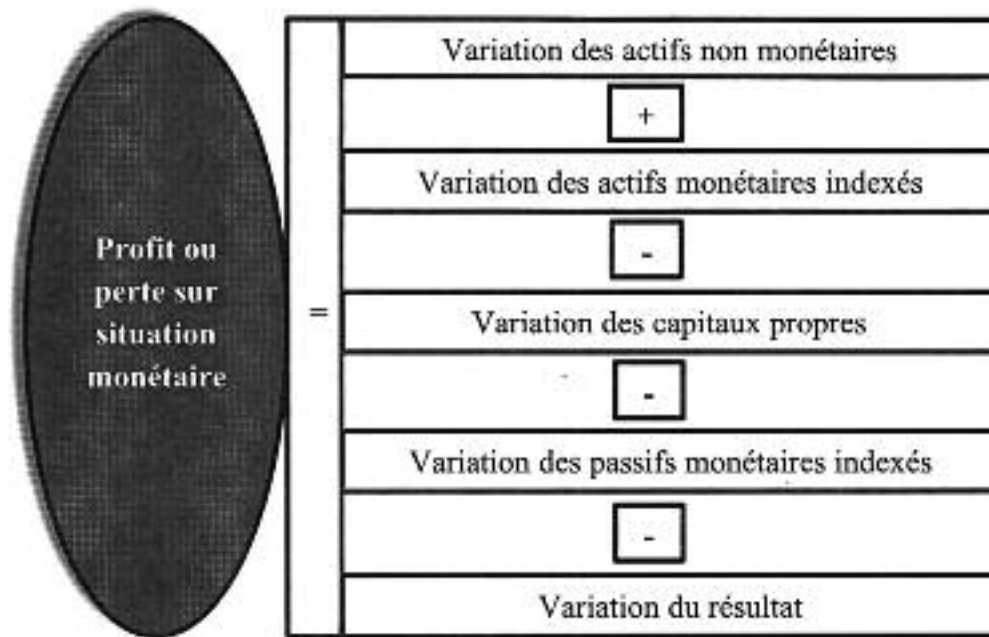 Profit ou
perte sur
situation
monétaire
=
Variation des actifs non monétaires
+
Variation des actifs monétaires indexés
-
Variation des capitaux propres
-
Variation des passifs monétaires indexés
-
Variation du résultat